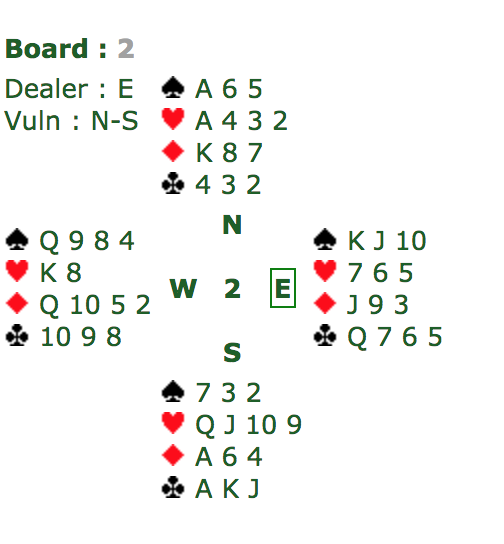 Board : 2
Dealer : E
Vuln : N-S
♠ A 6 5
♥ A 4 3 2
♦ K 8 7
♣ 4 3 2
N
♠ Q 9 8 4
♥ K 8
♦ Q 10 5 2
♣ 10 9 8
W 2 E
♠ K J 10
♥ 7 6 5
♦ J 9 3
♣ Q 7 6 5
S
♠ 7 3 2
♥ Q J 10 9
♦ A 6 4
♣ A K J